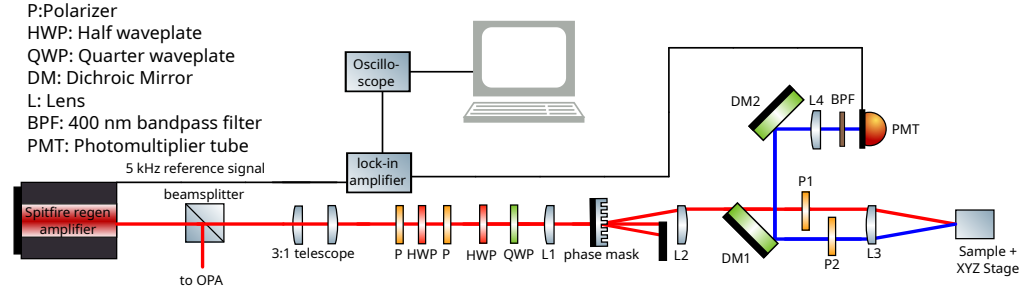 P:Polarizer
HWP: Half waveplate
QWP: Quarter waveplate
DM: Dichroic Mirror
L: Lens
BPF: 400 nm bandpass filter
PMT: Photomultiplier tube
Oscillo-
scope
DM2
L4
BPF
PMT
5 kHz reference signal
lock-in
amplifier
beamsplitter
Spitfire regen
amplifier
P1
3:1 telescope
P
HWP
P
HWP
QWP
L1
phase mask
L2
DM1
P2
L3
Sample +
XYZ Stage
to OPA